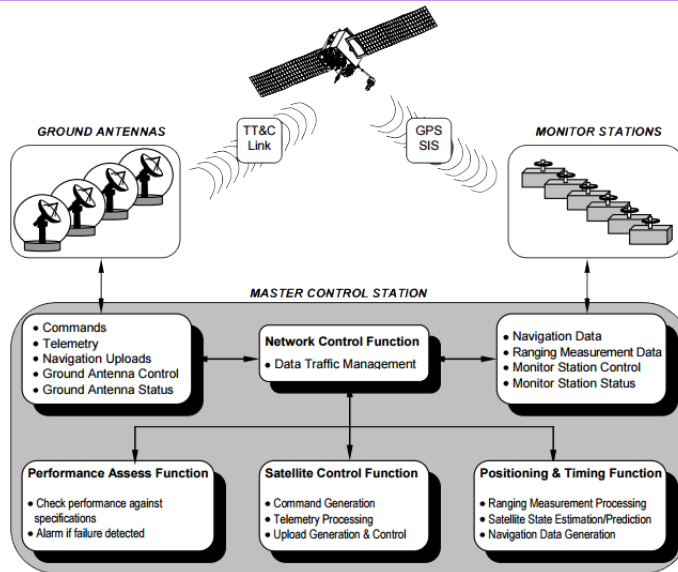 GROUND ANTENNAS
TT&C
Link
GPS
SIS
MONITOR STATIONS
MASTER CONTROL STATION
• Commands
• Telemetry
• Navigation Uploads
• Ground Antenna Control
• Ground Antenna Status
Network Control Function
• Data Traffic Management
• Navigation Data
• Ranging Measurement Data
• Monitor Station Control
• Monitor Station Status
Performance Assess Function
• Check performance against
specifications
• Alarm if failure detected
Satellite Control Function
• Command Generation
• Telemetry Processing
• Upload Generation & Control
Positioning & Timing Function
• Ranging Measurement Processing
• Satellite State Estimation/Prediction
• Navigation Data Generation